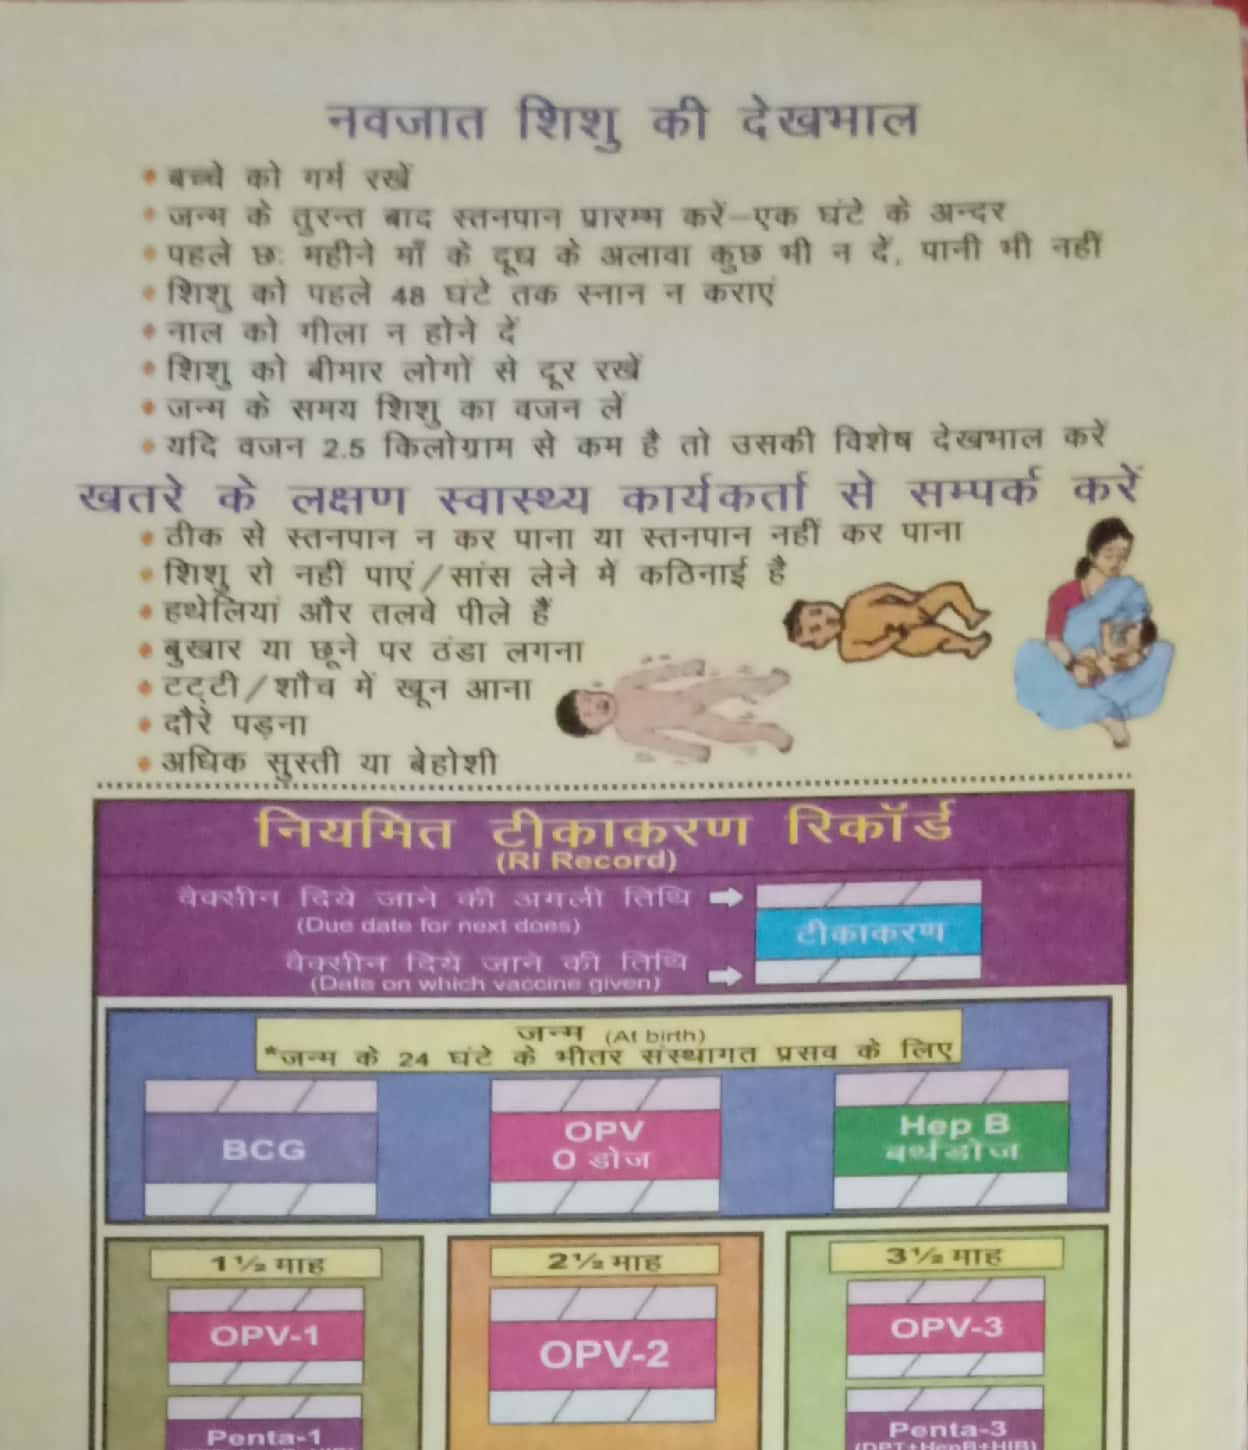 नवजात शिशु की देखभाल
• बच्चे को गर्म रखें
• जन्म के तुरन्त बाद स्तनपान प्रारम्भ करें–एक घंटे के अन्दर
• पहले छः महीने माँ के दूध के अलावा कुछ भी न दें, पानी भी नहीं
• शिशु को पहले 48 घंटे तक स्नान न कराएं
• नाल को गीला न होने दें
• शिशु को बीमार लोगों से दूर रखें
• जन्म के समय शिशु का वजन लें
• यदि वजन 2.5 किलोग्राम से कम है तो उसकी विशेष देखभाल करें
खतरे के लक्षण स्वास्थ्य कार्यकर्ता से सम्पर्क करें
• ठीक से स्तनपान न कर पाना या स्तनपान नहीं कर पाना
• शिशु रो नहीं पाएं/सांस लेने में कठिनाई है
• हथेलियां और तलवे पीले हैं
• बुखार या छूने पर ठंडा लगना
• टट्टी/शौच में खून आना
• दौरे पड़ना
• अधिक सुस्ती या बेहोशी
नियमित टीकाकरण रिकॉर्ड
(RI Record)
वैक्सीन दिये जाने की अगली तिथि
(Due date for next does)
टीकाकरण
वैक्सीन दिये जाने की तिथि
(Date on which vaccine given)
जन्म (At birth)
*जन्म के 24 घंटे के भीतर संस्थागत प्रसव के लिए
BCG
OPV
0 डोज
Hep B
बर्थडोज
1½ माह
2½ माह
3½ माह
OPV-1
OPV-2
OPV-3
Penta-1
Penta-3
(DPT+HepB+HIB)